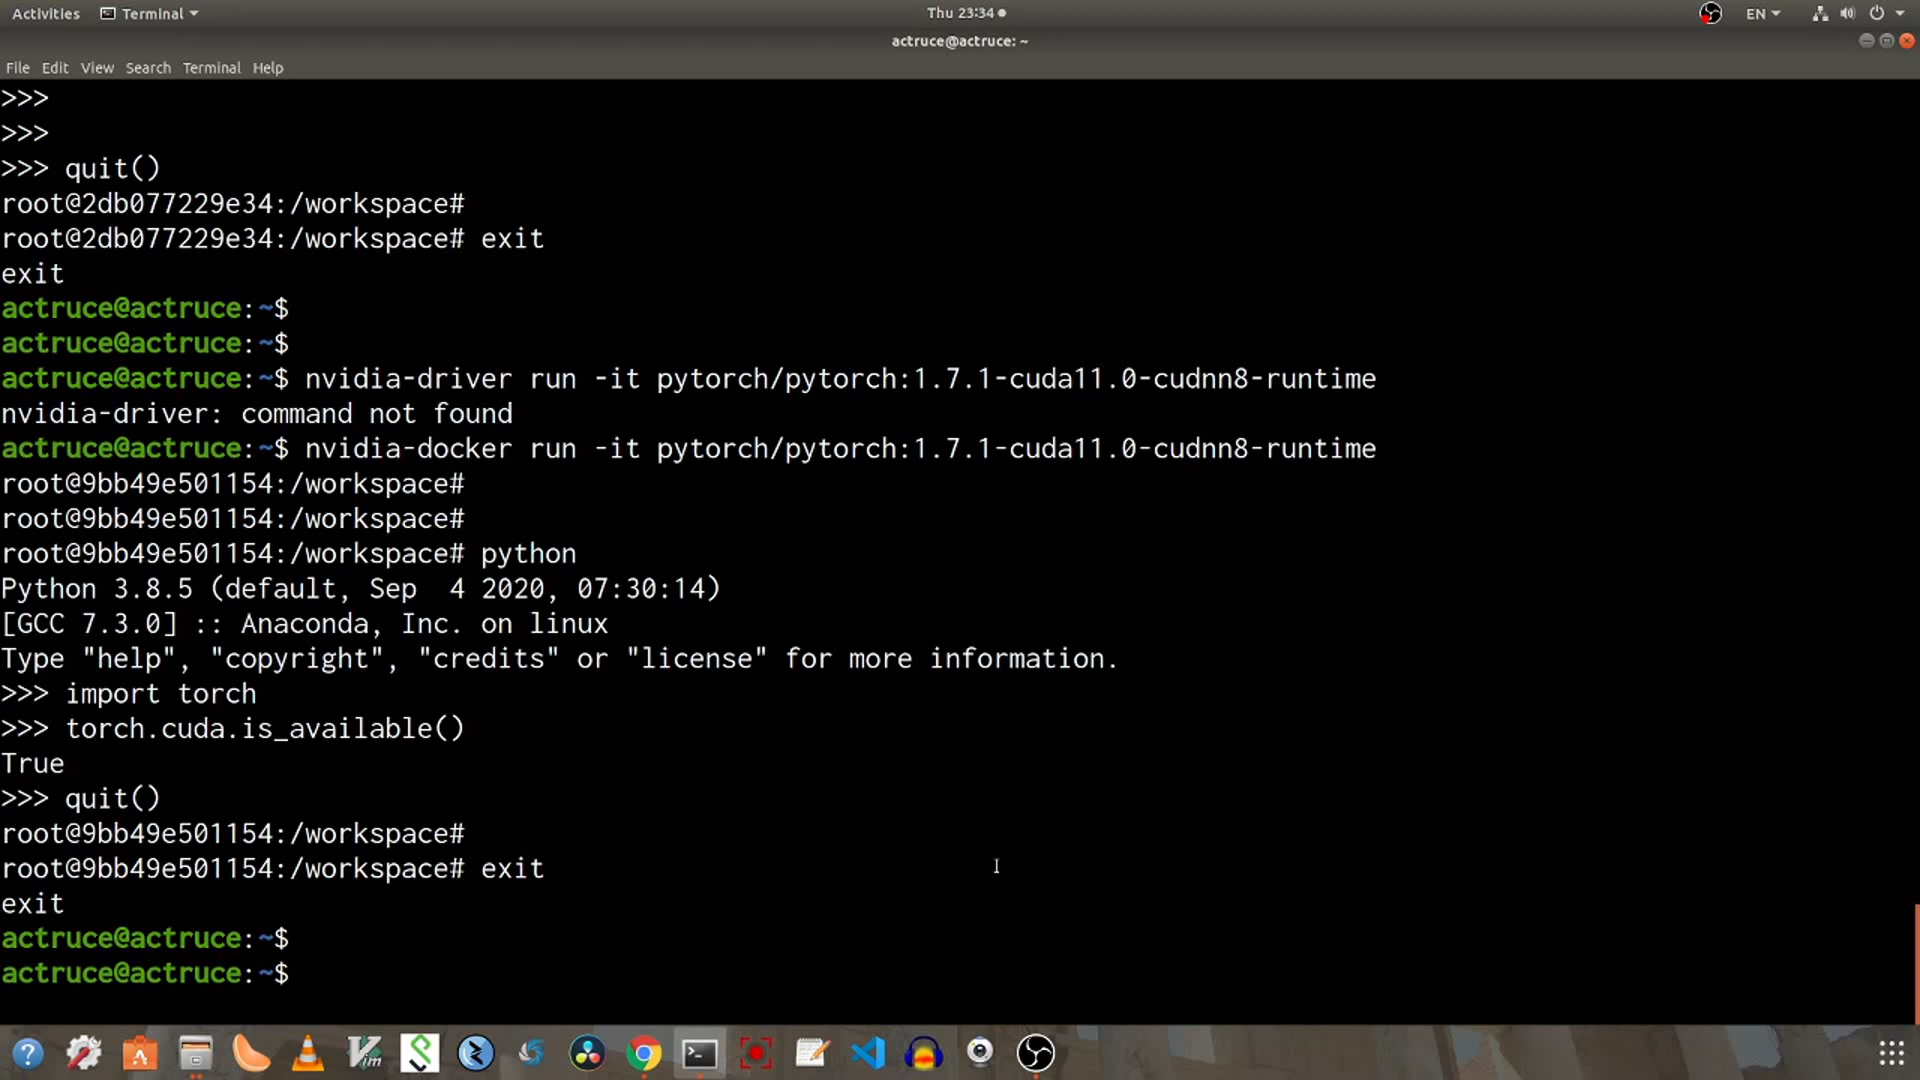 Activities Terminal Thu 23:34 EN
actruce@actruce: ~
File Edit View Search Terminal Help
>>>
>>>
>>> quit()
root@2db077229e34:/workspace#
root@2db077229e34:/workspace# exit
exit
actruce@actruce:~$
actruce@actruce:~$
actruce@actruce:~$ nvidia-driver run -it pytorch/pytorch:1.7.1-cuda11.0-cudnn8-runtime
nvidia-driver: command not found
actruce@actruce:~$ nvidia-docker run -it pytorch/pytorch:1.7.1-cuda11.0-cudnn8-runtime
root@9bb49e501154:/workspace#
root@9bb49e501154:/workspace#
root@9bb49e501154:/workspace# python
Python 3.8.5 (default, Sep  4 2020, 07:30:14)
[GCC 7.3.0] :: Anaconda, Inc. on linux
Type "help", "copyright", "credits" or "license" for more information.
>>> import torch
>>> torch.cuda.is_available()
True
>>> quit()
root@9bb49e501154:/workspace#
root@9bb49e501154:/workspace# exit
exit
actruce@actruce:~$
actruce@actruce:~$